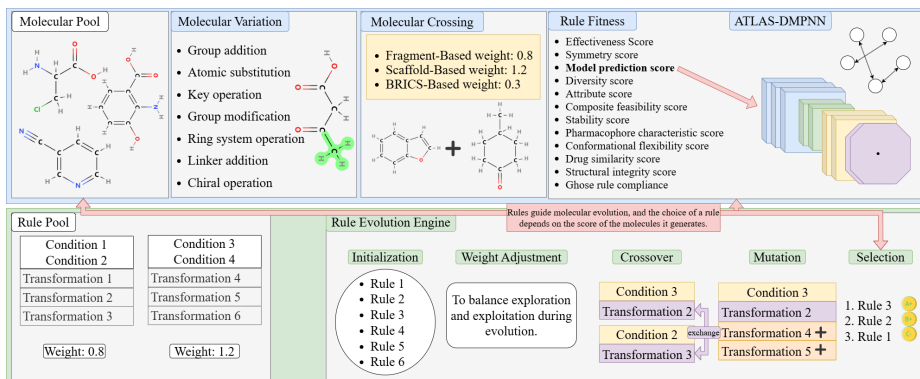 Molecular Pool
Molecular Variation
Group addition
Atomic substitution
Key operation
Group modification
Ring system operation
Linker addition
Chiral operation
Molecular Crossing
Fragment-Based weight: 0.8
Scaffold-Based weight: 1.2
BRICS-Based weight: 0.3
Rule Fitness
Effectiveness Score
Symmetry score
Model prediction score
Diversity score
Attribute score
Composite feasibility score
Stability score
Pharmacophore characteristic score
Conformational flexibility score
Drug similarity score
Structural integrity score
Ghose rule compliance
ATLAS-DMPNN
Rules guide molecular evolution, and the choice of a rule
depends on the score of the molecules it generates.
Rule Pool
Condition 1
Condition 2
Transformation 1
Transformation 2
Transformation 3
Weight: 0.8
Condition 3
Condition 4
Transformation 4
Transformation 5
Transformation 6
Weight: 1.2
Rule Evolution Engine
Initialization
Rule 1
Rule 2
Rule 3
Rule 4
Rule 5
Rule 6
Weight Adjustment
To balance exploration
and exploitation during
evolution.
Crossover
Condition 3
Transformation 2
Condition 2
Transformation 3
exchange
Mutation
Condition 3
Transformation 2
Transformation 4
Transformation 5
Selection
1. Rule 3
2. Rule 2
3. Rule 1